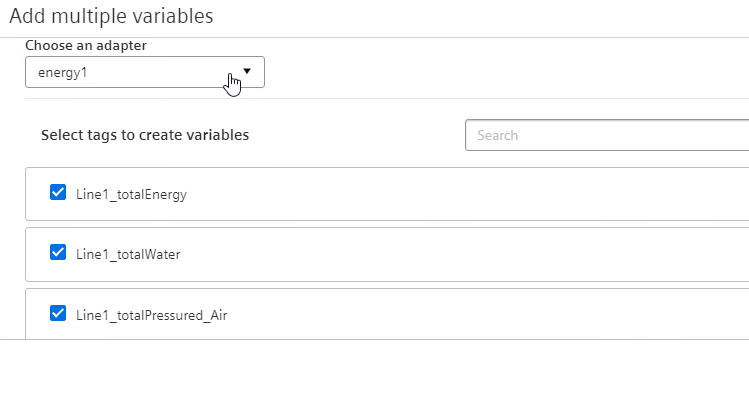 Add multiple variables
Choose an adapter
energy1
Select tags to create variables
Search
Line1_totalEnergy
Line1_totalWater
Line1_totalPressured_Air